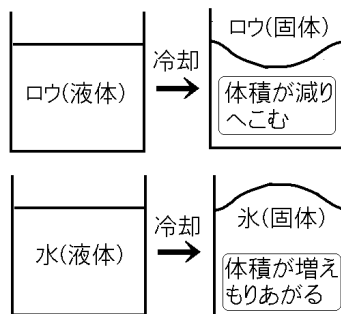 ロウ(液体)
冷却
ロウ(固体)
体積が減り
へこむ
水(液体)
冷却
氷(固体)
体積が増え
もりあがる